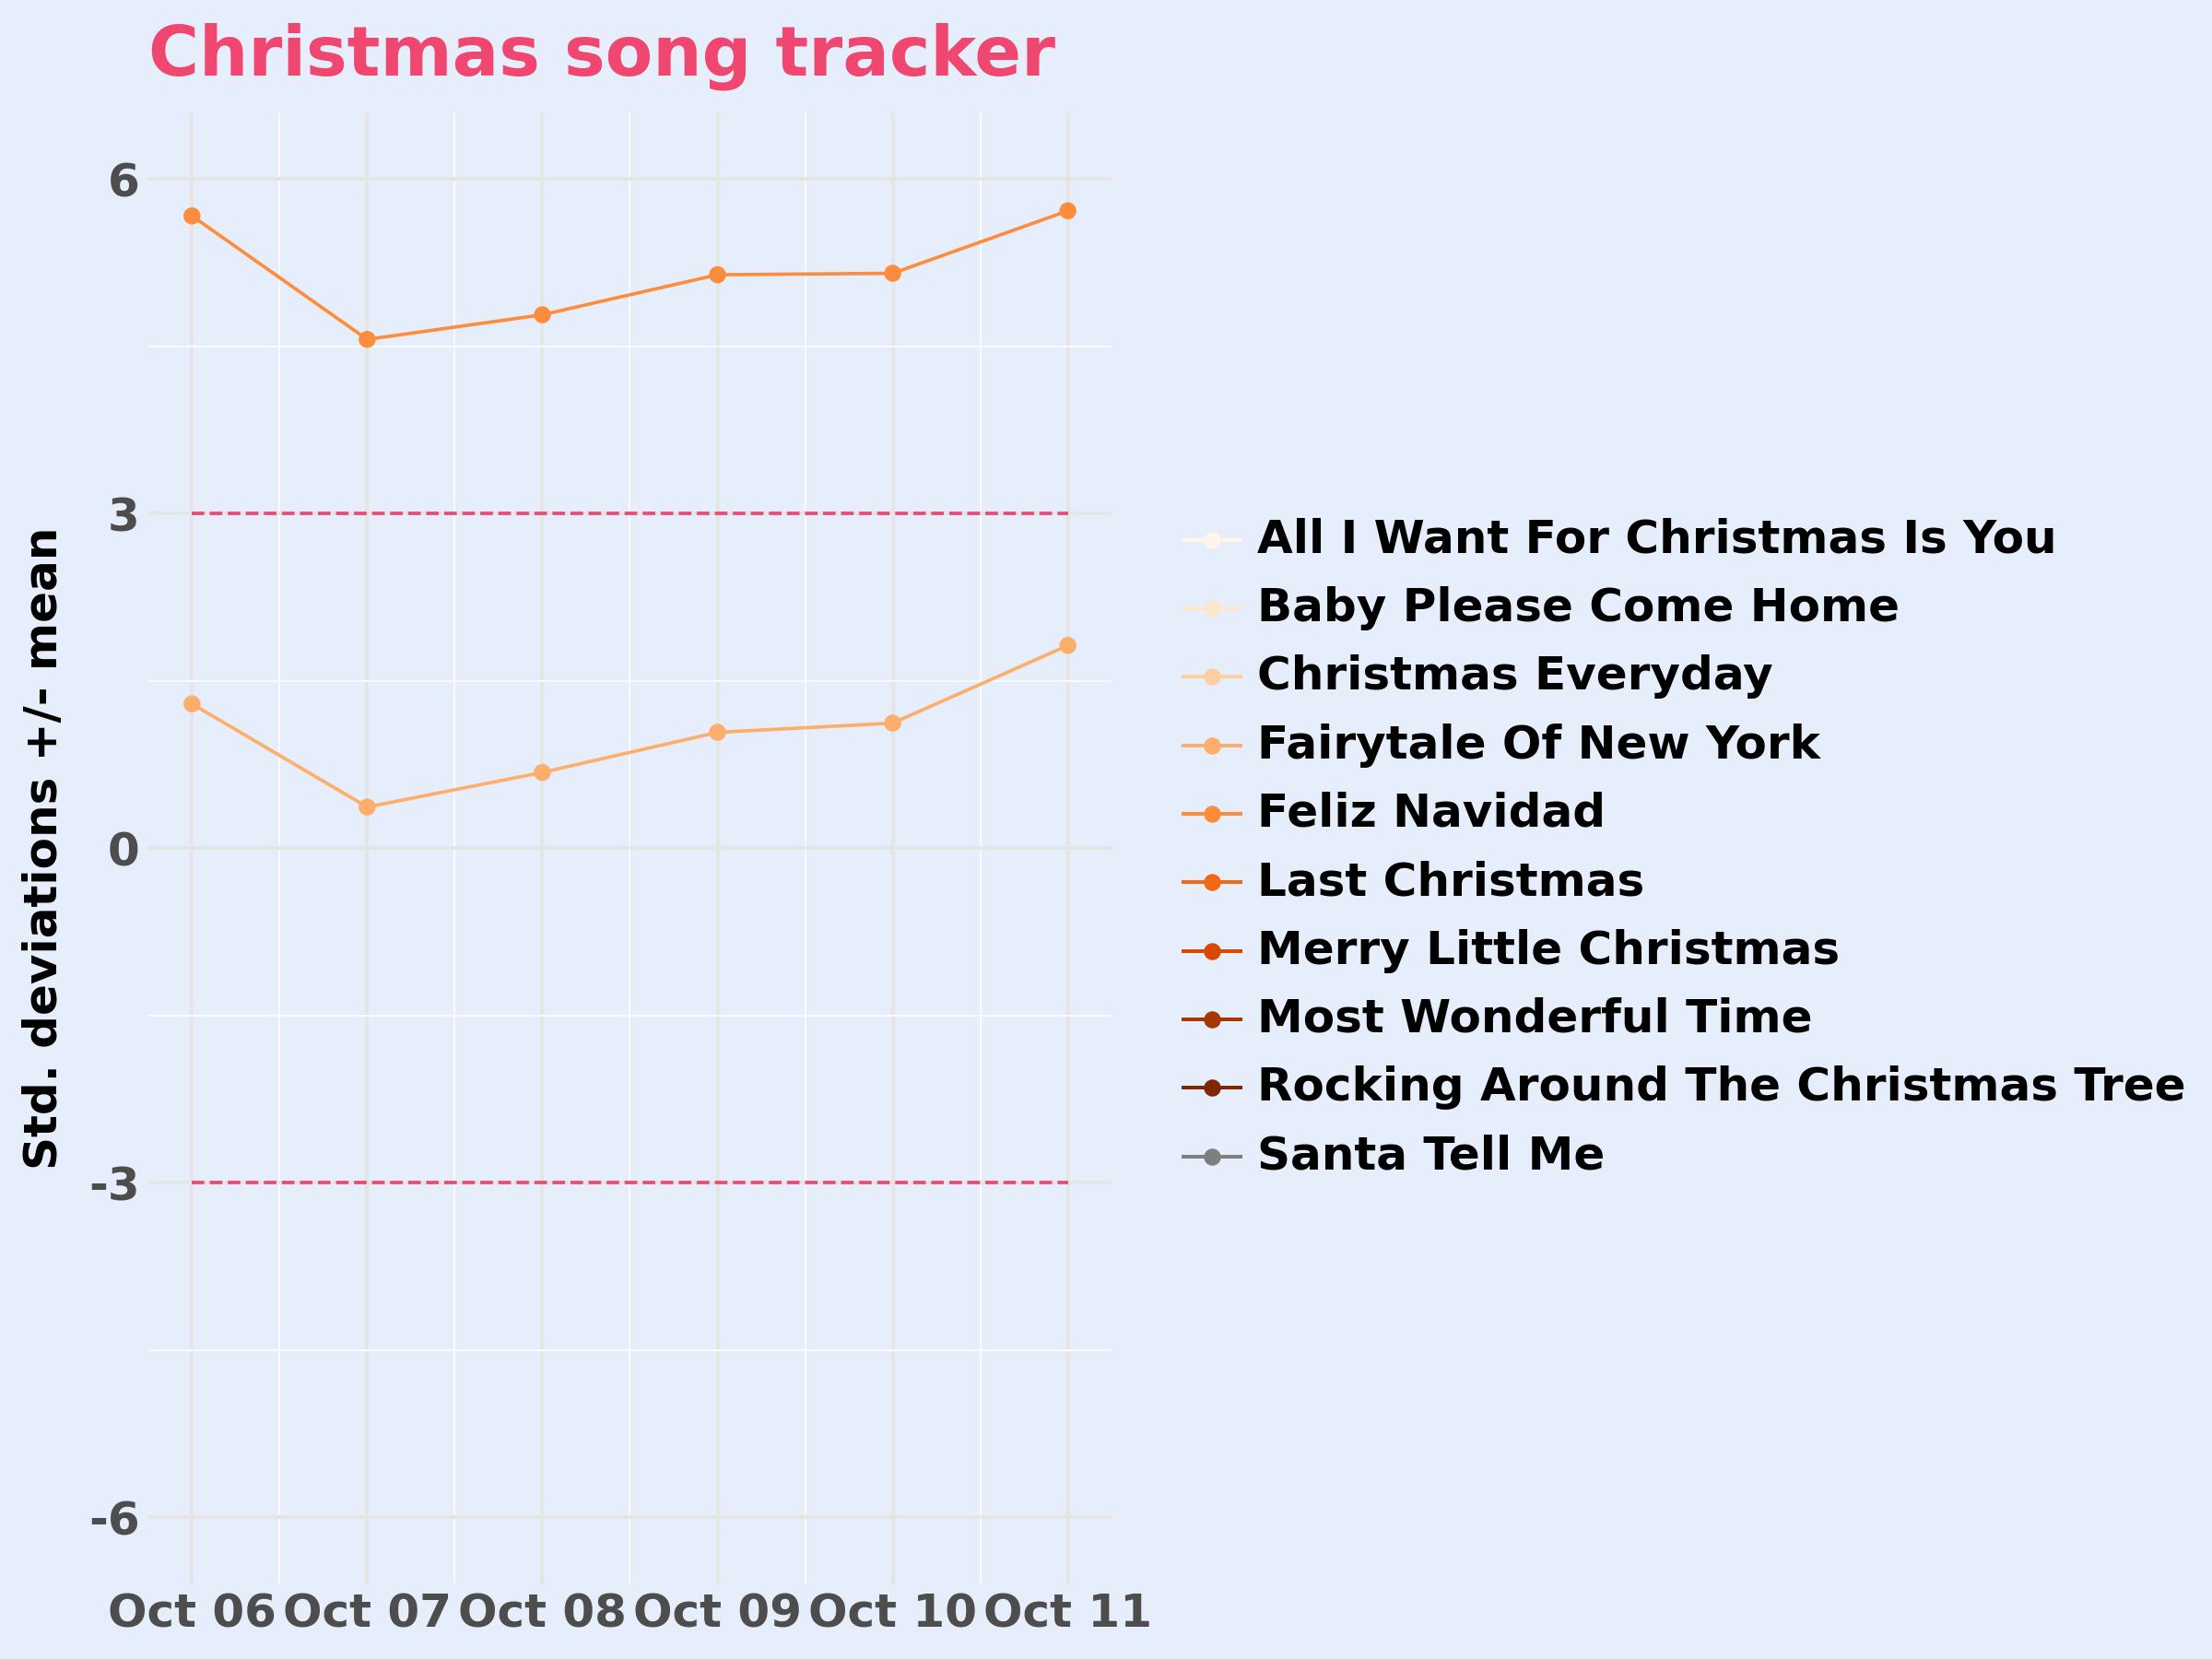 Christmas song tracker
Std. deviations +/- mean
6
3
0
-3
-6
Oct 06 Oct 07 Oct 08 Oct 09 Oct 10 Oct 11
All I Want For Christmas Is You
Baby Please Come Home
Christmas Everyday
Fairytale Of New York
Feliz Navidad
Last Christmas
Merry Little Christmas
Most Wonderful Time
Rocking Around The Christmas Tree
Santa Tell Me